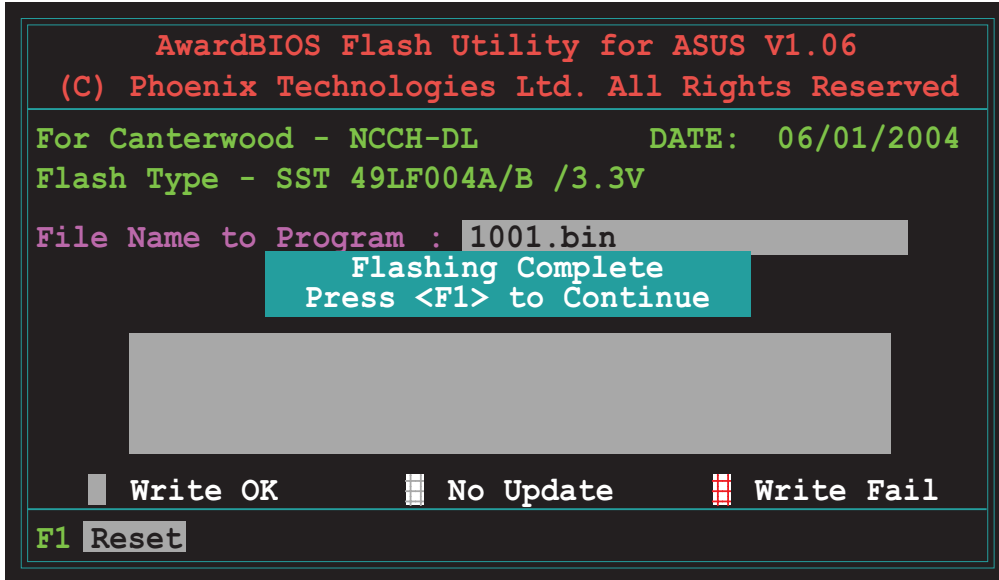 AwardBIOS Flash Utility for ASUS V1.06
(C) Phoenix Technologies Ltd. All Rights Reserved
For Canterwood - NCCH-DL DATE: 06/01/2004
Flash Type - SST 49LF004A/B /3.3V
File Name to Program : 1001.bin
Flashing Complete
Press <F1> to Continue
Write OK No Update Write Fail
F1 Reset